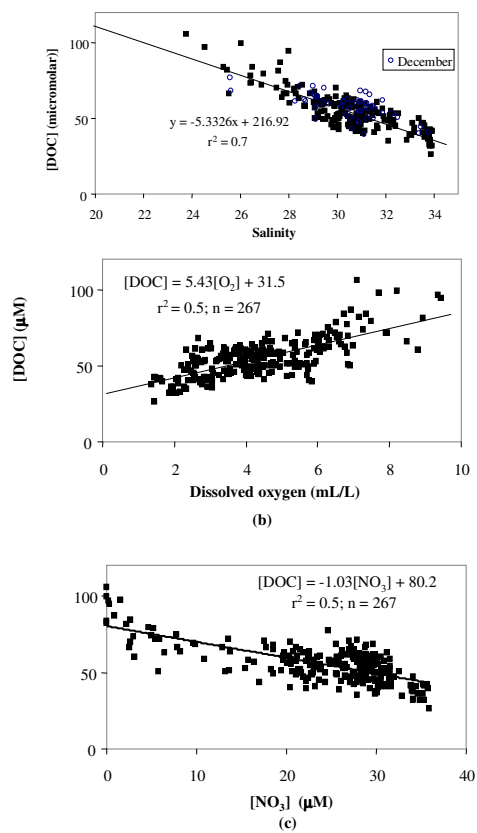 100
50
0
[DOC] (micromolar)]
December
y = -5.3326x + 216.92
r² = 0.7
20 22 24 26 28 30 32 34
Salinity
[DOC] = 5.43[O₂] + 31.5
r² = 0.5; n = 267
100
50
0
[DOC] (µM)
0 2 4 6 8 10
Dissolved oxygen (mL/L)
(b)
[DOC] = -1.03[NO₃] + 80.2
r² = 0.5; n = 267
100
50
0
0 10 20 30 40
[NO₃] (µM)
(c)